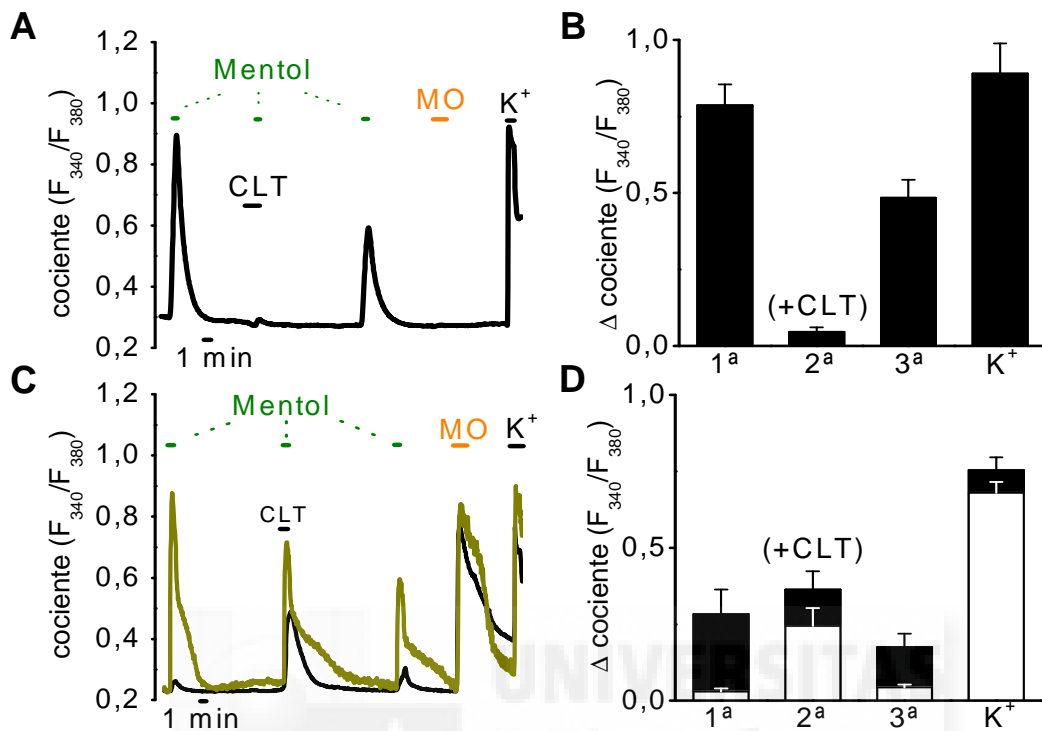 A
1,2
1,0
0,8
0,6
0,4
0,2
cociente (F340/F380)
Mentol
CLT
MO
K+
1 min
B
1,0
0,5
0,0
Δ cociente (F340/F380)
(+CLT)
1ª 2ª 3ª K+
C
1,2
1,0
0,8
0,6
0,4
0,2
cociente (F340/F380)
Mentol
CLT
MO
K+
1 min
D
0,5
0,0
Δ cociente (F340/F380)
(+CLT)
1ª 2ª 3ª K+
UNIVERSITAS